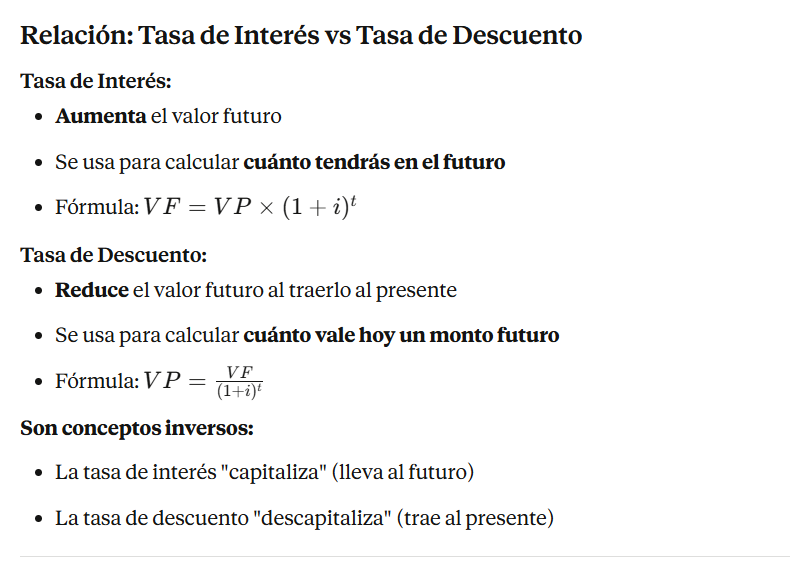 Relación: Tasa de Interés vs Tasa de Descuento
Tasa de Interés:
• Aumenta el valor futuro
• Se usa para calcular cuánto tendrás en el futuro
• Fórmula: VF = VP × (1 + i)^t
Tasa de Descuento:
• Reduce el valor futuro al traerlo al presente
• Se usa para calcular cuánto vale hoy un monto futuro
• Fórmula: VP = VF/(1+i)^t
Son conceptos inversos:
• La tasa de interés "capitaliza" (lleva al futuro)
• La tasa de descuento "descapitaliza" (trae al presente)